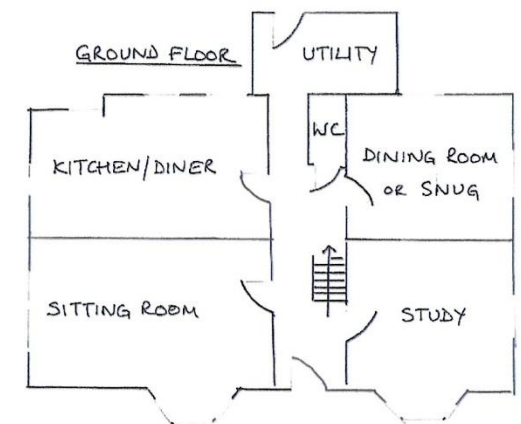 GROUND FLOOR
UTILITY
WC
KITCHEN/DINER
DINING ROOM
OR SNUG
SITTING ROOM
STUDY